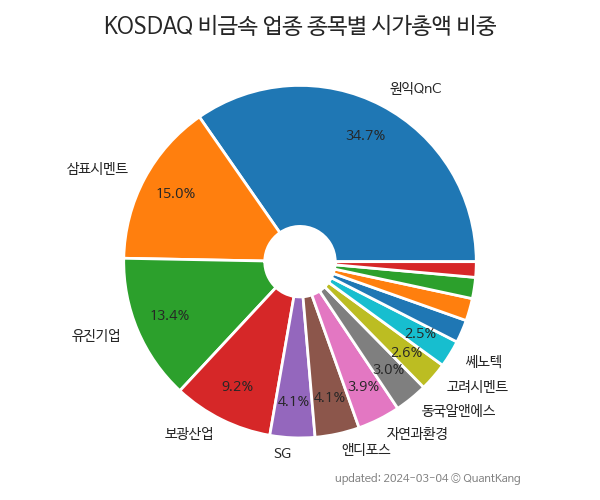 KOSDAQ 비금속 업종 종목별 시가총액 비중
원익QnC
34.7%
삼표시멘트
15.0%
유진기업
13.4%
보광산업
9.2%
SG
4.1%
앤디포스
4.1%
자연과환경
3.9%
동국알앤에스
3.0%
고려시멘트
2.6%
쎄노텍
2.5%
updated: 2024-03-04 © QuantKang